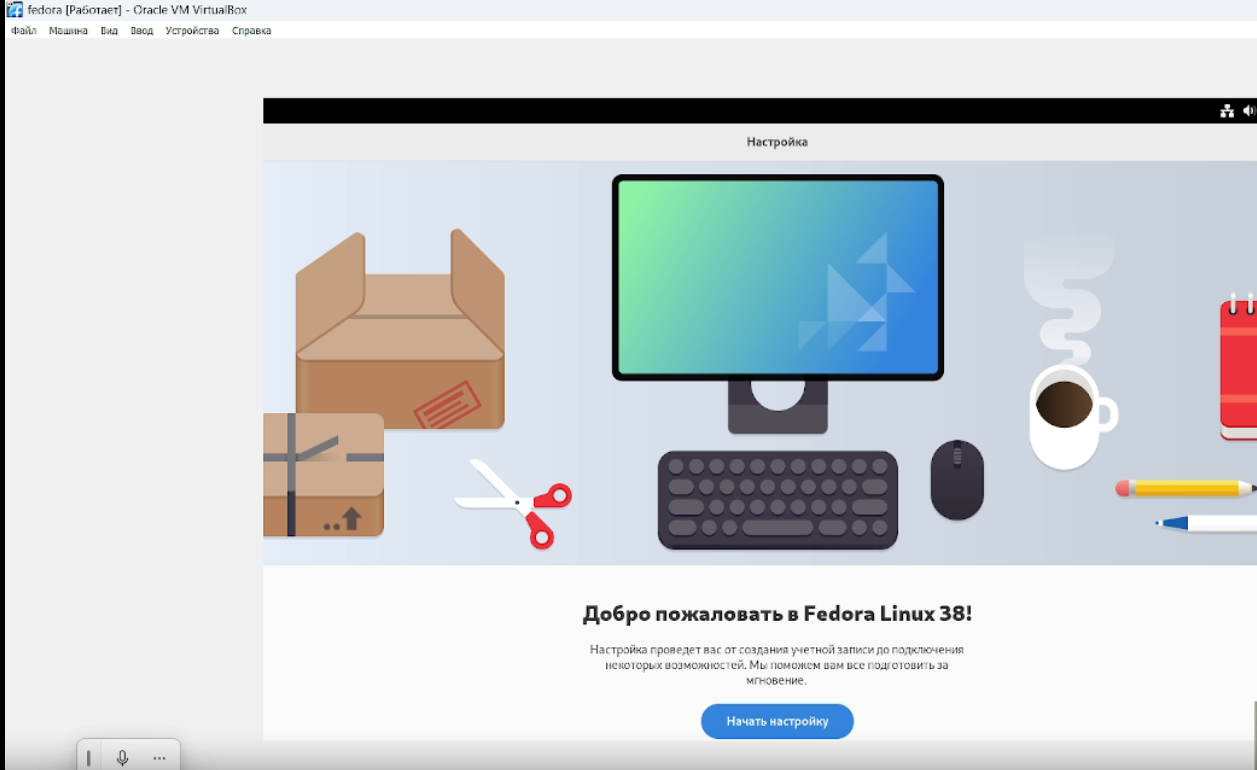 fedora [Работает] - Oracle VM VirtualBox
Файл Машина Вид Ввод Устройства Справка
Настройка
Добро пожаловать в Fedora Linux 38!
Настройка проведет вас от создания учетной записи до подключения
некоторых возможностей. Мы поможем вам все подготовить за
мгновение.
Начать настройку